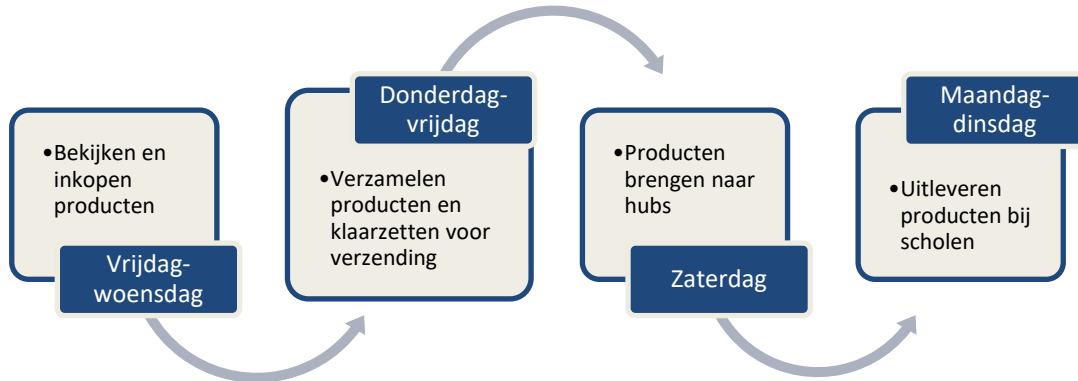 •Bekijken en
inkopen
producten
Vrijdag-
woensdag
Donderdag-
vrijdag
•Verzamelen
producten en
klaarzetten voor
verzending
•Producten
brengen naar
hubs
Zaterdag
Maandag-
dinsdag
•Uitleveren
producten bij
scholen